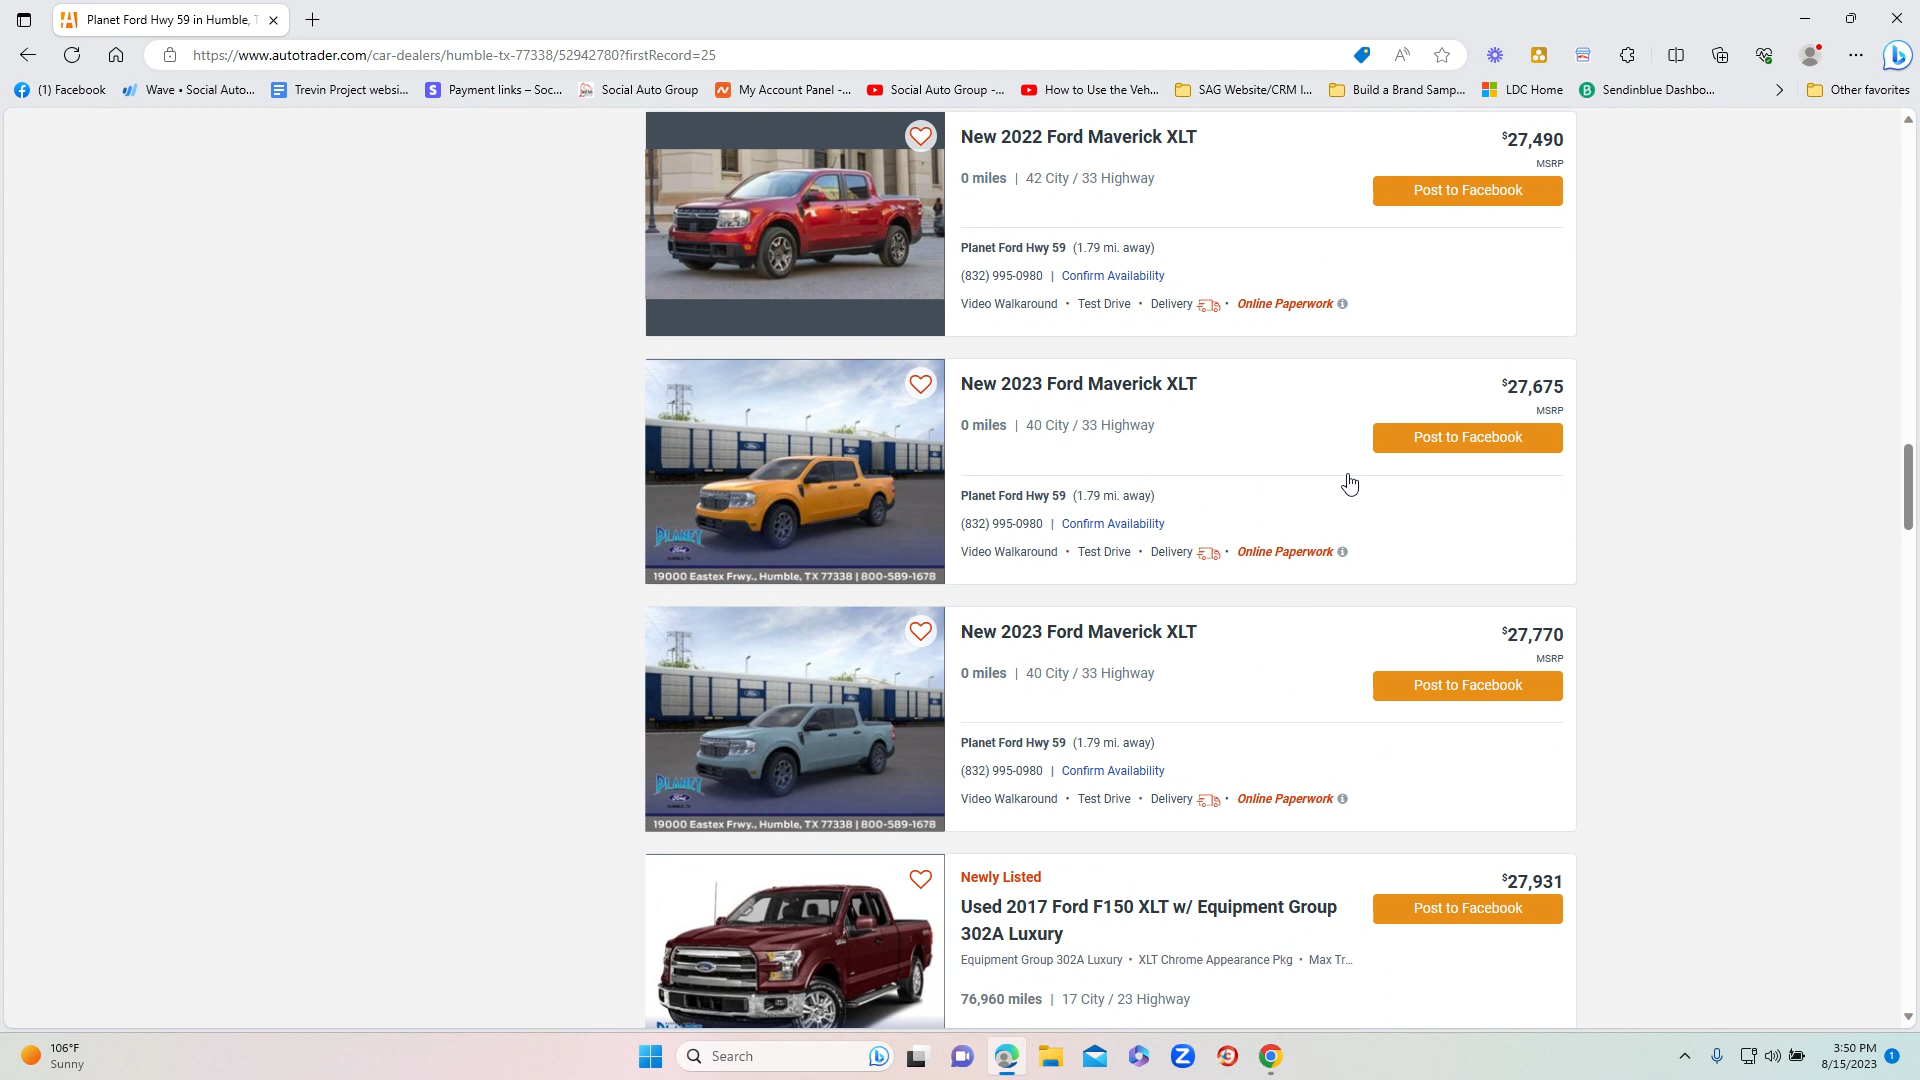 Planet Ford Hwy 59 in Humble, T
https://www.autotrader.com/car-dealers/humble-tx-77338/52942780?firstRecord=25
(1) Facebook
Wave • Social Auto...
Trevin Project websi...
Payment links – Soc...
Social Auto Group
My Account Panel -...
Social Auto Group -...
How to Use the Veh...
SAG Website/CRM I...
Build a Brand Samp...
LDC Home
Sendinblue Dashbo...
Other favorites
New 2022 Ford Maverick XLT
$27,490
MSRP
0 miles | 42 City / 33 Highway
Post to Facebook
Planet Ford Hwy 59 (1.79 mi. away)
(832) 995-0980 | Confirm Availability
Video Walkaround • Test Drive • Delivery • Online Paperwork
New 2023 Ford Maverick XLT
$27,675
MSRP
0 miles | 40 City / 33 Highway
Post to Facebook
Planet Ford Hwy 59 (1.79 mi. away)
(832) 995-0980 | Confirm Availability
Video Walkaround • Test Drive • Delivery • Online Paperwork
PLANET
Ford
19000 Eastex Frwy., Humble, TX 77338 | 800-589-1678
New 2023 Ford Maverick XLT
$27,770
MSRP
0 miles | 40 City / 33 Highway
Post to Facebook
Planet Ford Hwy 59 (1.79 mi. away)
(832) 995-0980 | Confirm Availability
Video Walkaround • Test Drive • Delivery • Online Paperwork
PLANET
Ford
19000 Eastex Frwy., Humble, TX 77338 | 800-589-1678
Newly Listed
$27,931
Used 2017 Ford F150 XLT w/ Equipment Group
302A Luxury
Post to Facebook
Equipment Group 302A Luxury • XLT Chrome Appearance Pkg • Max Tr...
76,960 miles | 17 City / 23 Highway
106°F
Sunny
Search
3:50 PM
8/15/2023
1